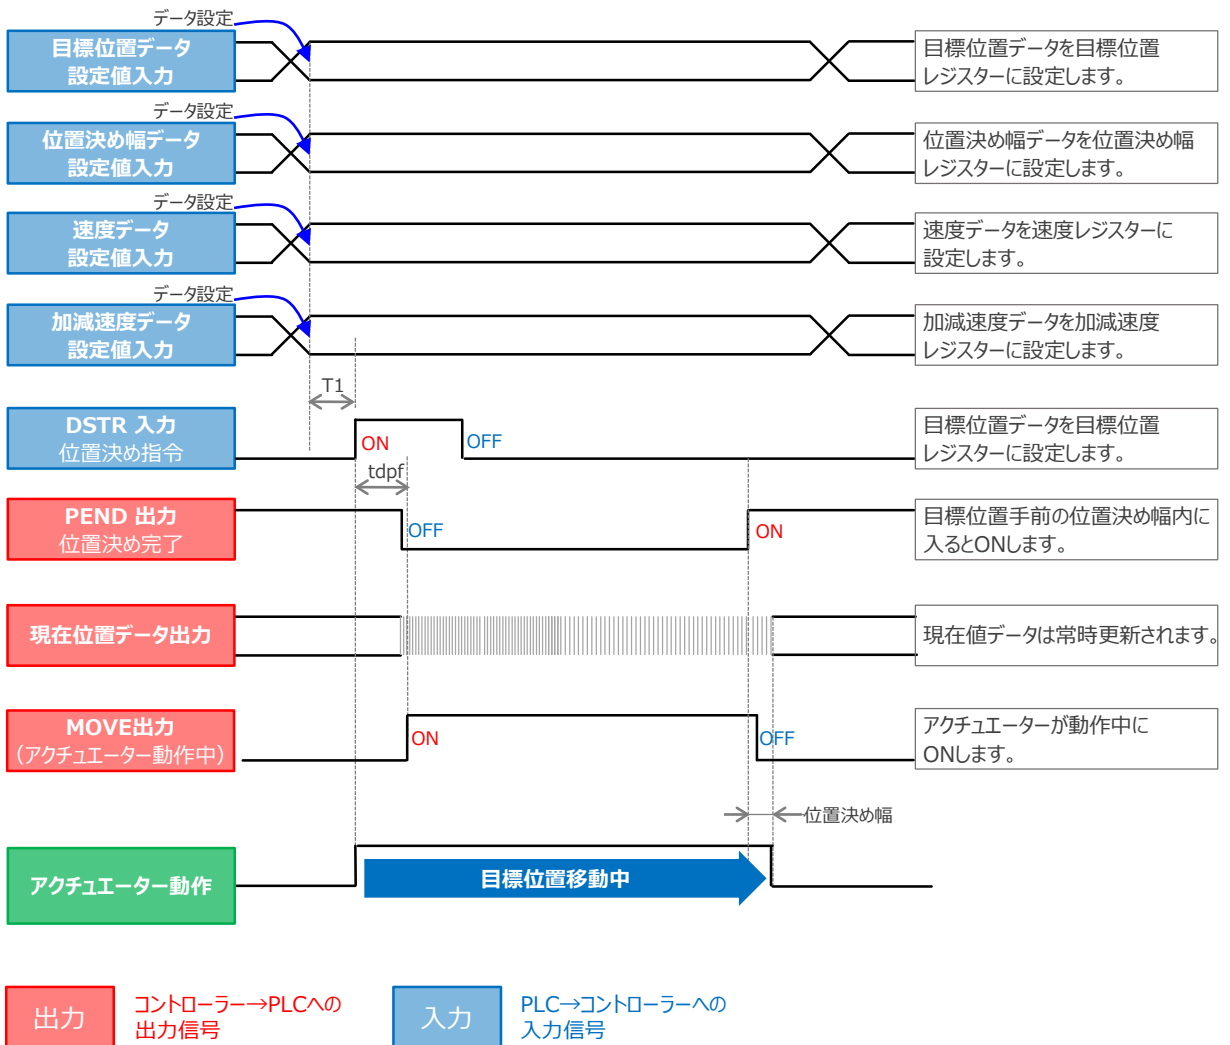 データ設定
目標位置データ
設定値入力
目標位置データを目標位置
レジスターに設定します。
データ設定
位置決め幅データ
設定値入力
位置決め幅データを位置決め幅
レジスターに設定します。
データ設定
速度データ
設定値入力
速度データを速度レジスターに
設定します。
データ設定
加減速度データ
設定値入力
加減速度データを加減速度
レジスターに設定します。
T1
DSTR 入力
位置決め指令
ON
OFF
目標位置データを目標位置
レジスターに設定します。
tdpf
PEND 出力
位置決め完了
OFF
ON
目標位置手前の位置決め幅内に
入るとONします。
現在位置データ出力
現在値データは常時更新されます。
MOVE出力
（アクチュエーター動作中）
ON
OFF
アクチュエーターが動作中に
ONします。
位置決め幅
アクチュエーター動作
目標位置移動中
出力
コントローラー→PLCへの
出力信号
入力
PLC→コントローラーへの
入力信号